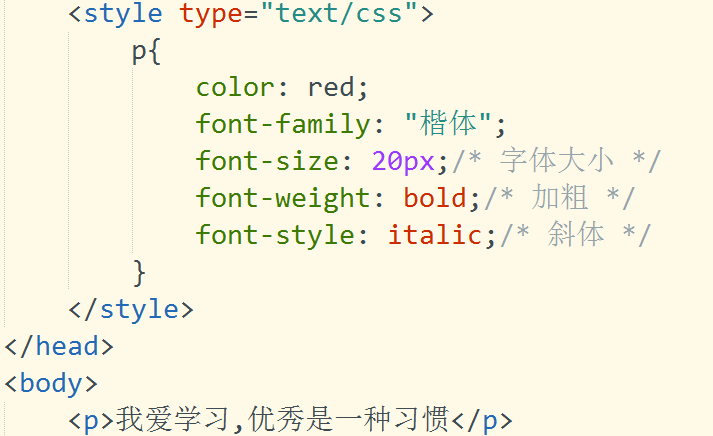 <style type="text/css">
p{
color: red;
font-family: "楷体";
font-size: 20px;/* 字体大小 */
font-weight: bold;/* 加粗 */
font-style: italic;/* 斜体 */
}
</style>
</head>
<body>
<p>我爱学习,优秀是一种习惯</p>